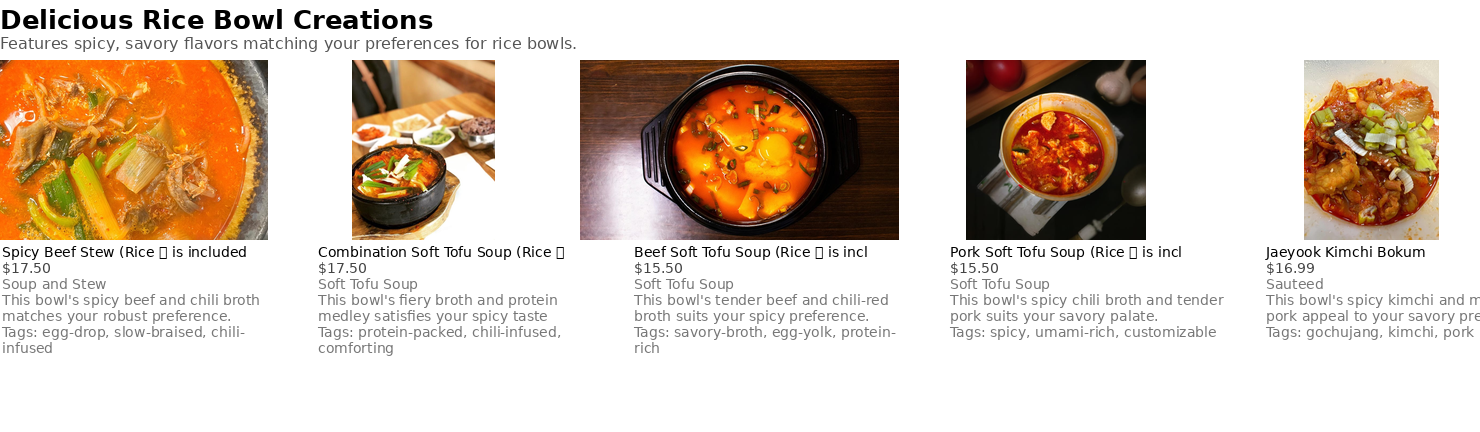 Delicious Rice Bowl Creations
Features spicy, savory flavors matching your preferences for rice bowls.
Spicy Beef Stew (Rice ▯ is included
$17.50
Soup and Stew
This bowl's spicy beef and chili broth
matches your robust preference.
Tags: egg-drop, slow-braised, chili-
infused
Combination Soft Tofu Soup (Rice ▯
$17.50
Soft Tofu Soup
This bowl's fiery broth and protein
medley satisfies your spicy taste
Tags: protein-packed, chili-infused,
comforting
Beef Soft Tofu Soup (Rice ▯ is incl
$15.50
Soft Tofu Soup
This bowl's tender beef and chili-red
broth suits your spicy preference.
Tags: savory-broth, egg-yolk, protein-
rich
Pork Soft Tofu Soup (Rice ▯ is incl
$15.50
Soft Tofu Soup
This bowl's spicy chili broth and tender
pork suits your savory palate.
Tags: spicy, umami-rich, customizable
Jaeyook Kimchi Bokum
$16.99
Sauteed
This bowl's spicy kimchi and
pork appeal to your savory
Tags: gochujang, kimchi, pork